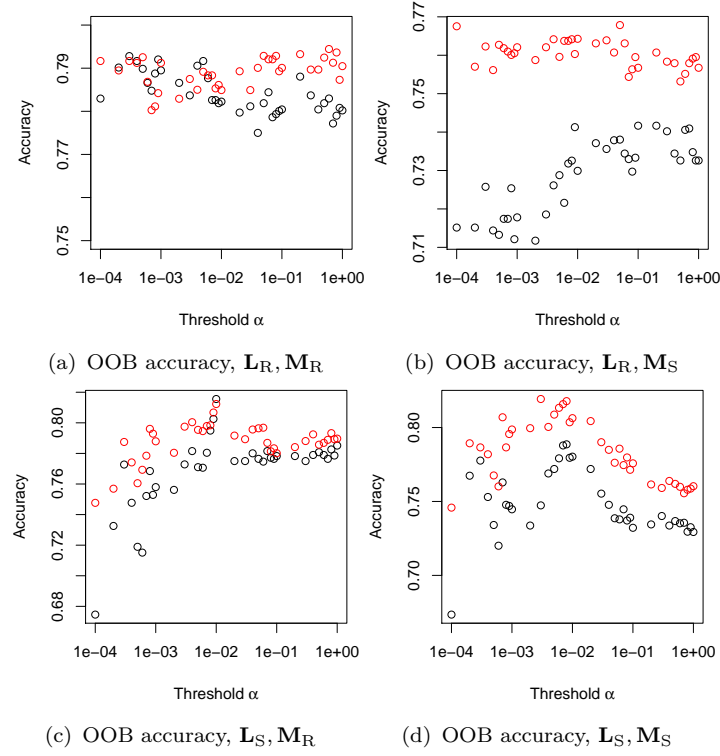 Accuracy
0.79
0.77
0.75
1e−04 1e−03 1e−02 1e−01 1e+00
Threshold α
(a) OOB accuracy, L_R, M_R
Accuracy
0.77
0.75
0.73
0.71
1e−04 1e−03 1e−02 1e−01 1e+00
Threshold α
(b) OOB accuracy, L_R, M_S
Accuracy
0.80
0.76
0.72
0.68
1e−04 1e−03 1e−02 1e−01 1e+00
Threshold α
(c) OOB accuracy, L_S, M_R
Accuracy
0.80
0.75
0.70
1e−04 1e−03 1e−02 1e−01 1e+00
Threshold α
(d) OOB accuracy, L_S, M_S